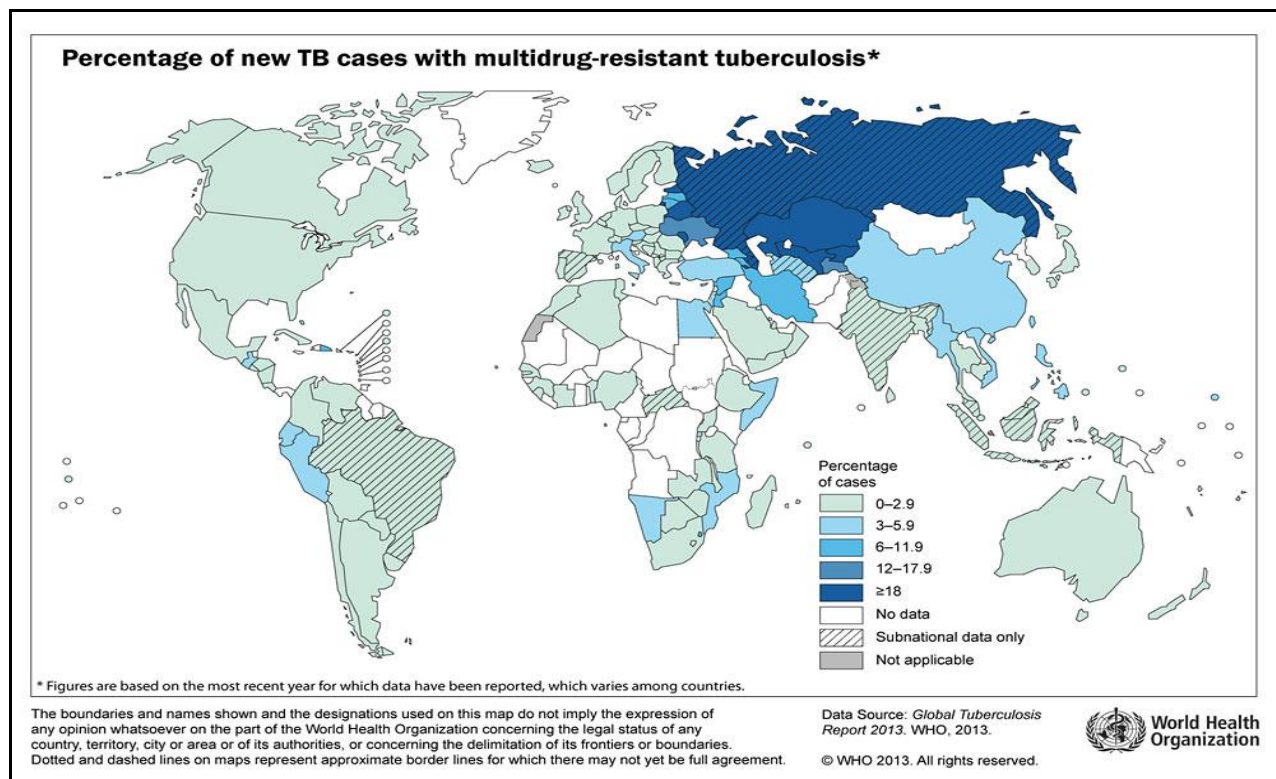 Percentage of new TB cases with multidrug-resistant tuberculosis*
Percentage
of cases
0–2.9
3–5.9
6–11.9
12–17.9
≥18
No data
Subnational data only
Not applicable
* Figures are based on the most recent year for which data have been reported, which varies among countries.
The boundaries and names shown and the designations used on this map do not imply the expression of
any opinion whatsoever on the part of the World Health Organization concerning the legal status of any
country, territory, city or area or of its authorities, or concerning the delimitation of its frontiers or boundaries.
Dotted and dashed lines on maps represent approximate border lines for which there may not yet be full agreement.
Data Source: Global Tuberculosis
Report 2013. WHO, 2013.
© WHO 2013. All rights reserved.
World Health
Organization